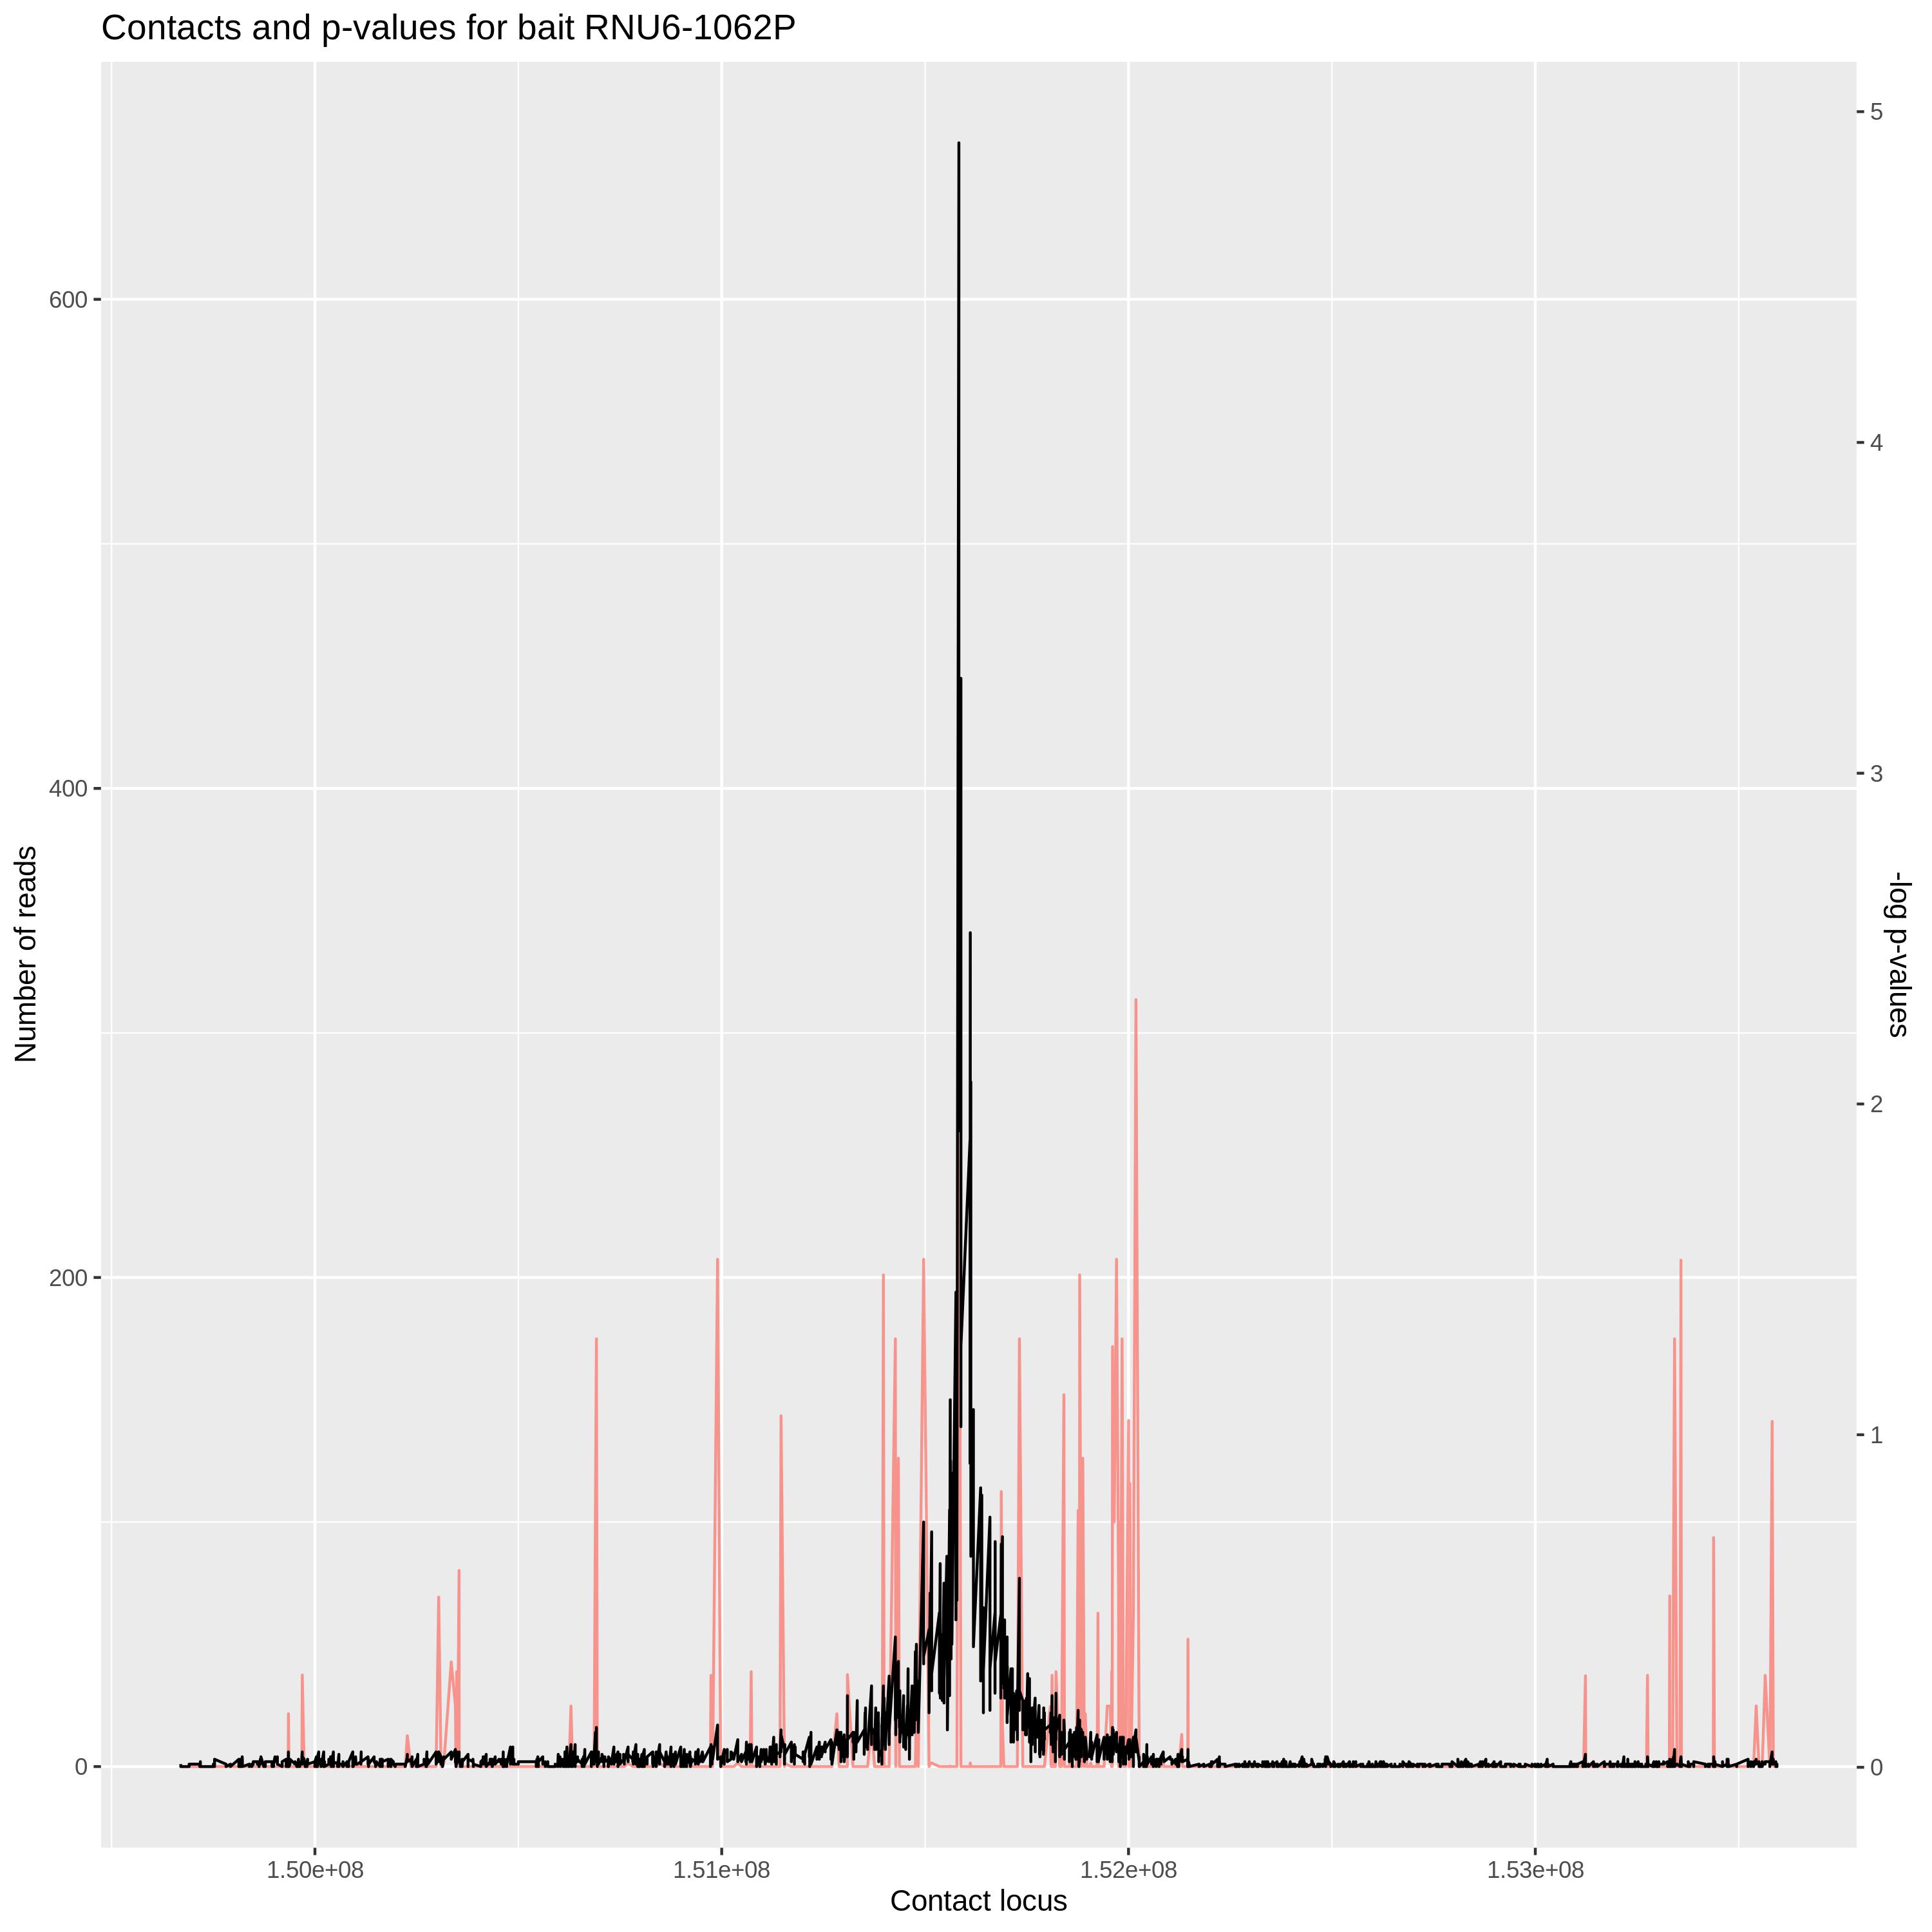 Contacts and p-values for bait RNU6-1062P
Number of reads
600
400
200
0
5
4
3
2
1
0
-log p-values
1.50e+08
1.51e+08
1.52e+08
1.53e+08
Contact locus